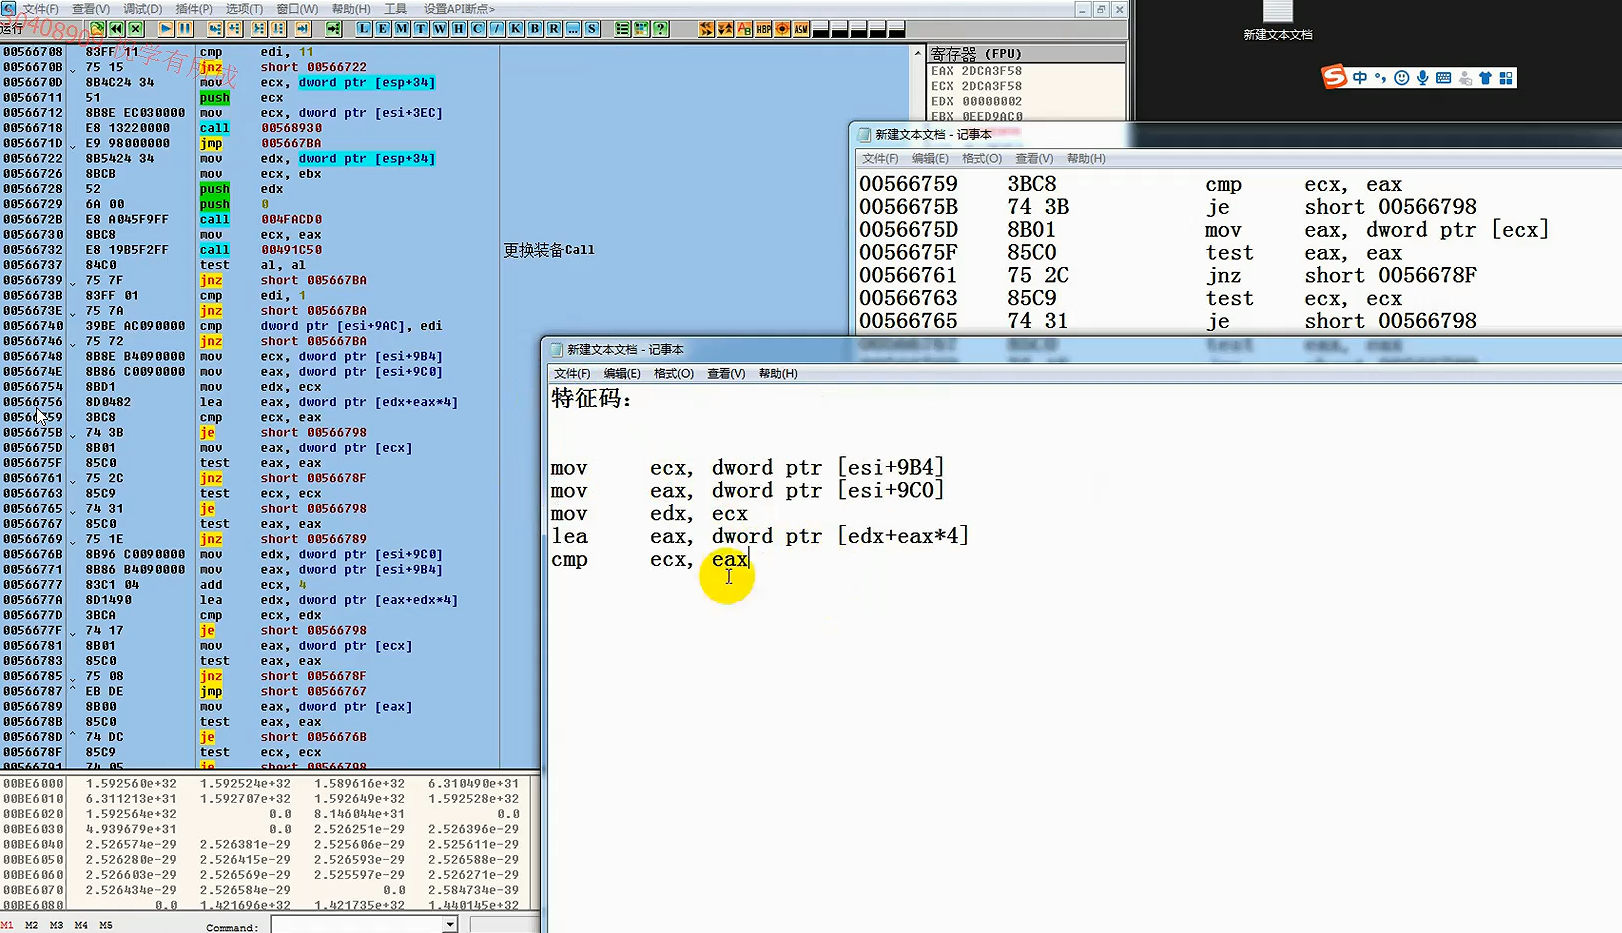 文件(F) 查看(V) 调试(D) 插件(P) 选项(T) 窗口(W) 帮助(H) 工具 设置API断点>
运行
L E M T W H C / K B R ... S
00566708 83FF 11 cmp edi, 11
0056670B 75 15 jnz short 00566722
0056670D 8B4C24 34 mov ecx, dword ptr [esp+34]
00566711 51 push ecx
00566712 8B8E EC030000 mov ecx, dword ptr [esi+3EC]
00566718 E8 13220000 call 00568930
0056671D E9 98000000 jmp 005667BA
00566722 8B5424 34 mov edx, dword ptr [esp+34]
00566726 8BCB mov ecx, ebx
00566728 52 push edx
00566729 6A 00 push 0
0056672B E8 A045F9FF call 004FACD0
00566730 8BC8 mov ecx, eax
00566732 E8 19B5F2FF call 00491C50 更换装备Call
00566737 84C0 test al, al
00566739 75 7F jnz short 005667BA
0056673B 83FF 01 cmp edi, 1
0056673E 75 7A jnz short 005667BA
00566740 39BE AC090000 cmp dword ptr [esi+9AC], edi
00566746 75 72 jnz short 005667BA
00566748 8B8E B4090000 mov ecx, dword ptr [esi+9B4]
0056674E 8B86 C0090000 mov eax, dword ptr [esi+9C0]
00566754 8BD1 mov edx, ecx
00566756 8D0482 lea eax, dword ptr [edx+eax*4]
00566759 3BC8 cmp ecx, eax
0056675B 74 3B je short 00566798
0056675D 8B01 mov eax, dword ptr [ecx]
0056675F 85C0 test eax, eax
00566761 75 2C jnz short 0056678F
00566763 85C9 test ecx, ecx
00566765 74 31 je short 00566798
00566767 85C0 test eax, eax
00566769 75 1E jnz short 00566789
0056676B 8B96 C0090000 mov edx, dword ptr [esi+9C0]
00566771 8B86 B4090000 mov eax, dword ptr [esi+9B4]
00566777 83C1 04 add ecx, 4
0056677A 8D1490 lea edx, dword ptr [eax+edx*4]
0056677D 3BCA cmp ecx, edx
0056677F 74 17 je short 00566798
00566781 8B01 mov eax, dword ptr [ecx]
00566783 85C0 test eax, eax
00566785 75 08 jnz short 0056678F
00566787 EB DE jmp short 00566767
00566789 8B00 mov eax, dword ptr [eax]
0056678B 85C0 test eax, eax
0056678D 74 DC je short 0056676B
0056678F 85C9 test ecx, ecx
00566791 74 05 je short 00566798
寄存器 (FPU)
EAX 2DCA3F58
ECX 2DCA3F58
EDX 00000002
EBX 0EED9AC0
新建文本文档
中
新建文本文档 - 记事本
文件(F) 编辑(E) 格式(O) 查看(V) 帮助(H)
00566759 3BC8 cmp ecx, eax
0056675B 74 3B je short 00566798
0056675D 8B01 mov eax, dword ptr [ecx]
0056675F 85C0 test eax, eax
00566761 75 2C jnz short 0056678F
00566763 85C9 test ecx, ecx
00566765 74 31 je short 00566798
新建文本文档 - 记事本
文件(F) 编辑(E) 格式(O) 查看(V) 帮助(H)
特征码：
mov ecx, dword ptr [esi+9B4]
mov eax, dword ptr [esi+9C0]
mov edx, ecx
lea eax, dword ptr [edx+eax*4]
cmp ecx, eax
00BE6000 1.592560e+32 1.592524e+32 1.589616e+32 6.310490e+31
00BE6010 6.311213e+31 1.592707e+32 1.592649e+32 1.592528e+32
00BE6020 1.592564e+32 0.0 8.146044e+31 0.0
00BE6030 4.939679e+31 0.0 2.526251e-29 2.526396e-29
00BE6040 2.526574e-29 2.526381e-29 2.525606e-29 2.525611e-29
00BE6050 2.526280e-29 2.526415e-29 2.526593e-29 2.526588e-29
00BE6060 2.526603e-29 2.526569e-29 2.525597e-29 2.526271e-29
00BE6070 2.526434e-29 2.526584e-29 0.0 2.584734e-39
00BE6080 0.0 1.421696e+32 1.421735e+32 1.440145e+32
M1 M2 M3 M4 M5 Command: